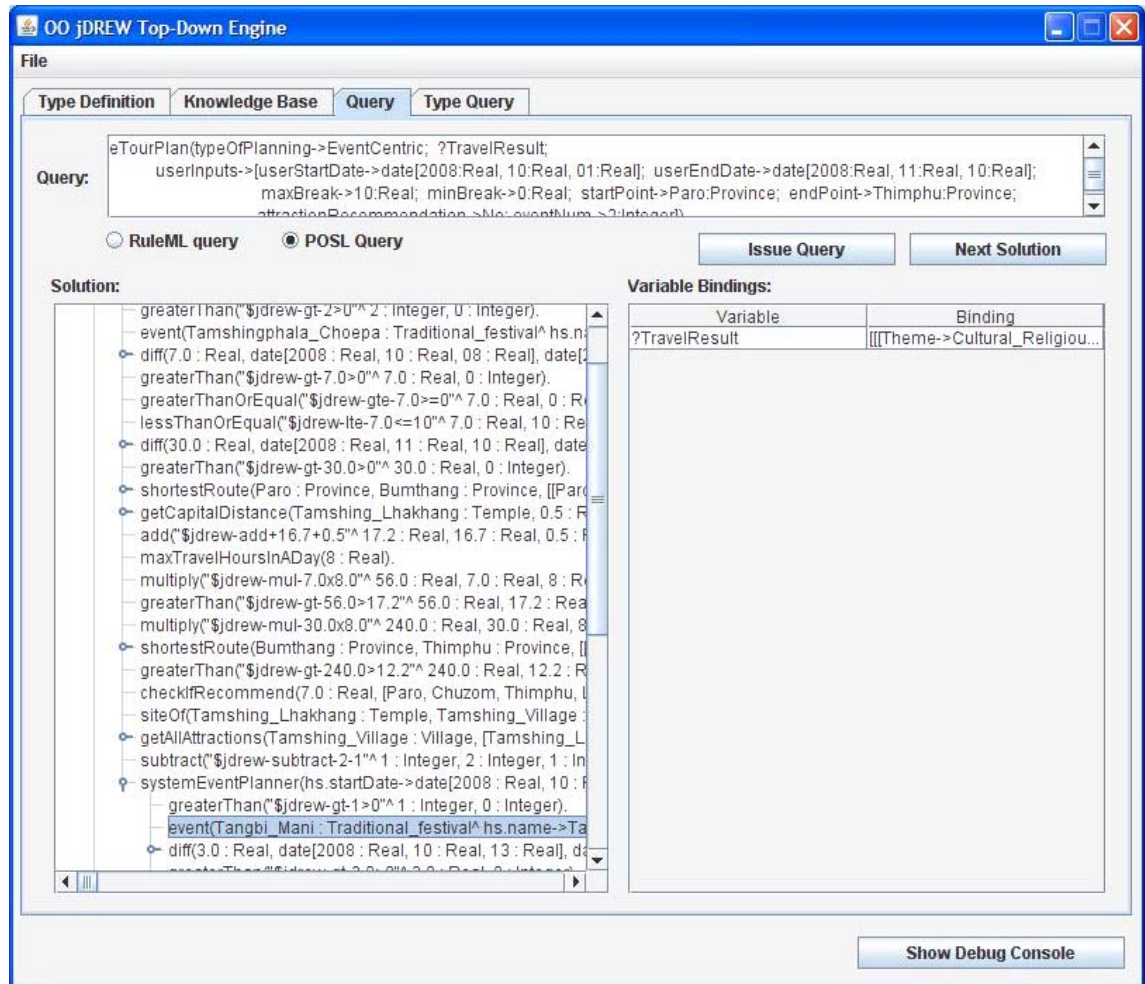 OO jDREW Top-Down Engine
File
Type Definition Knowledge Base Query Type Query
Query:
eTourPlan(typeOfPlanning->EventCentric; ?TravelResult;
userInputs->[userStartDate->date[2008:Real, 10:Real, 01:Real]; userEndDate->date[2008:Real, 11:Real, 10:Real];
maxBreak->10:Real; minBreak->0:Real; startPoint->Paro:Province; endPoint->Thimphu:Province;
attractionRecommendation->No; eventNum->2:Integer])
RuleML query POSL Query Issue Query Next Solution
Solution:
greaterThan("$jdrew-gt-2>0"^ 2 : Integer, 0 : Integer).
event(Tamshingphala_Choepa : Traditional_festival^ hs.na
diff(7.0 : Real, date[2008 : Real, 10 : Real, 08 : Real], date[2
greaterThan("$jdrew-gt-7.0>0"^ 7.0 : Real, 0 : Integer).
greaterThanOrEqual("$jdrew-gte-7.0>=0"^ 7.0 : Real, 0 : Re
lessThanOrEqual("$jdrew-lte-7.0<=10"^ 7.0 : Real, 10 : Re
diff(30.0 : Real, date[2008 : Real, 11 : Real, 10 : Real], date
greaterThan("$jdrew-gt-30.0>0"^ 30.0 : Real, 0 : Integer).
shortestRoute(Paro : Province, Bumthang : Province, [[Paro
getCapitalDistance(Tamshing_Lhakhang : Temple, 0.5 : R
add("$jdrew-add+16.7+0.5"^ 17.2 : Real, 16.7 : Real, 0.5 : 
maxTravelHoursInADay(8 : Real).
multiply("$jdrew-mul-7.0x8.0"^ 56.0 : Real, 7.0 : Real, 8 : Re
greaterThan("$jdrew-gt-56.0>17.2"^ 56.0 : Real, 17.2 : Rea
multiply("$jdrew-mul-30.0x8.0"^ 240.0 : Real, 30.0 : Real, 8
shortestRoute(Bumthang : Province, Thimphu : Province, [
greaterThan("$jdrew-gt-240.0>12.2"^ 240.0 : Real, 12.2 : R
checkIfRecommend(7.0 : Real, [Paro, Chuzom, Thimphu, 
siteOf(Tamshing_Lhakhang : Temple, Tamshing_Village :
getAllAttractions(Tamshing_Village : Village, [Tamshing_L
subtract("$jdrew-subtract-2-1"^ 1 : Integer, 2 : Integer, 1 : In
systemEventPlanner(hs.startDate->date[2008 : Real, 10 : 
greaterThan("$jdrew-gt-1>0"^ 1 : Integer, 0 : Integer).
event(Tangbi_Mani : Traditional_festival^ hs.name->Ta
diff(3.0 : Real, date[2008 : Real, 10 : Real, 13 : Real], da
Variable Bindings:
Variable Binding
?TravelResult [[[Theme->Cultural_Religiou...
Show Debug Console